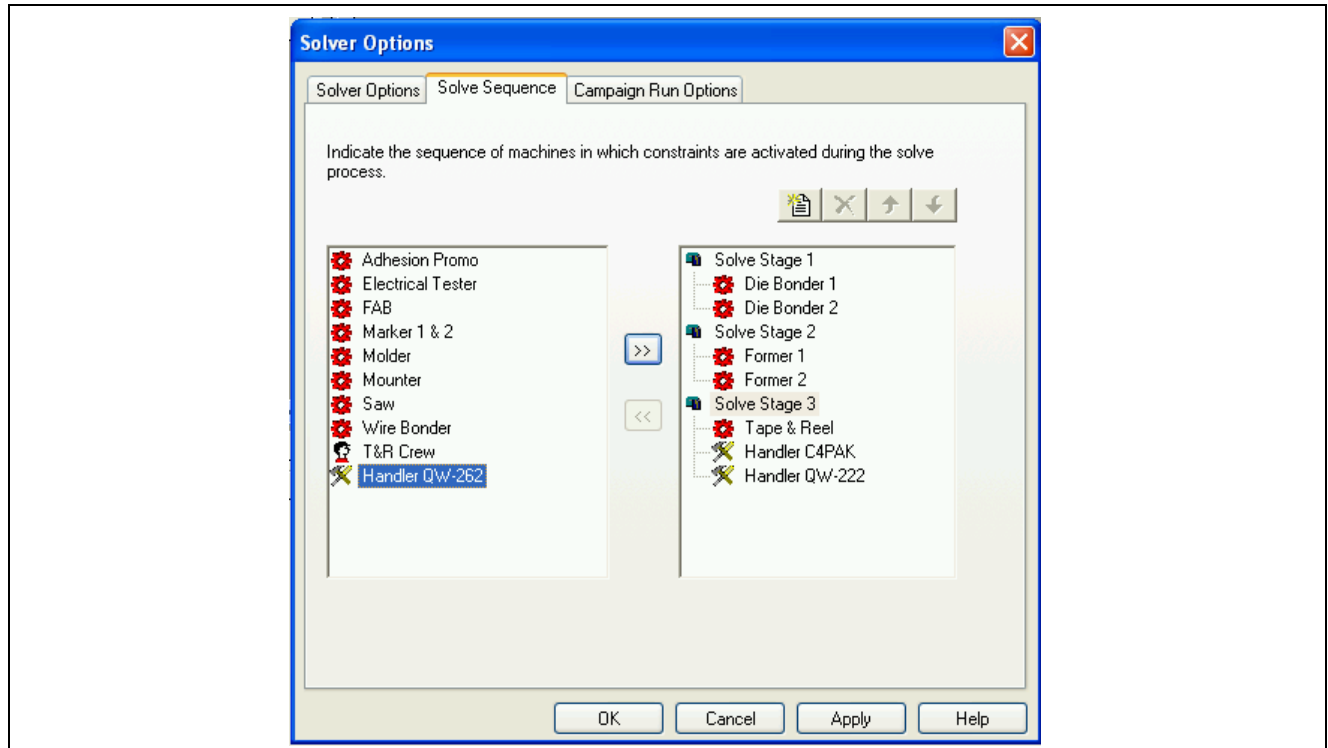 Solver Options
Solver Options Solve Sequence Campaign Run Options
Indicate the sequence of machines in which constraints are activated during the solve
process.
Adhesion Promo
Electrical Tester
FAB
Marker 1 & 2
Molder
Mounter
Saw
Wire Bonder
T&R Crew
Handler QW-262
>>
<<
Solve Stage 1
Die Bonder 1
Die Bonder 2
Solve Stage 2
Former 1
Former 2
Solve Stage 3
Tape & Reel
Handler C4PAK
Handler QW-222
OK Cancel Apply Help